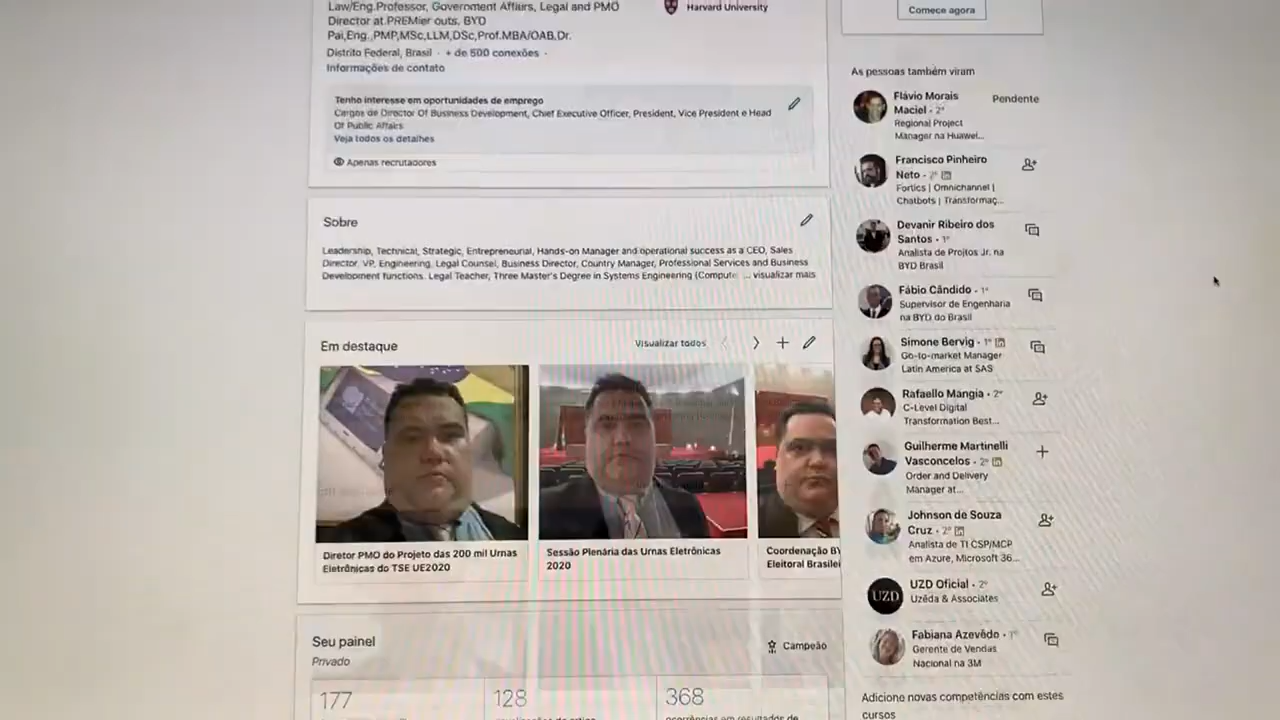 Law/Eng.Professor, Government Affairs, Legal and PMO
Director at PREMier outs, BYD
Pai,Eng.,PMP,MSc,LLM,DSc,Prof.MBA/OAB,Dr.
Distrito Federal, Brasil · + de 500 conexões ·
Informações de contato
Harvard University
Tenho interesse em oportunidades de emprego
Cargos de Director Of Business Development, Chief Executive Officer, President, Vice President e Head
Of Public Affairs
Veja todos os detalhes
Apenas recrutadores
Sobre
Leadership, Technical, Strategic, Entrepreneurial, Hands-on Manager and operational success as a CEO, Sales
Director, VP, Engineering, Legal Counsel, Business Director, Country Manager, Professional Services and Business
Development functions. Legal Teacher, Three Master's Degree in Systems Engineering (Compute ... visualizar mais
Em destaque
Visualizar todos
Diretor PMO do Projeto das 200 mil Urnas
Eletrônicas do TSE UE2020
Sessão Plenária das Urnas Eletrônicas
2020
Coordenação BY
Eleitoral Brasilei
Seu painel
Privado
Campeão
177
128
368
Comece agora
As pessoas também viram
Flávio Morais
Maciel · 2º
Pendente
Regional Project
Manager na Huawei...
Francisco Pinheiro
Neto · 2º
Fortics | Omnichannel |
Chatbots | Transformaç...
Devanir Ribeiro dos
Santos · 1º
Analista de Projtos Jr. na
BYD Brasil
Fábio Cândido · 1º
Supervisor de Engenharia
na BYD do Brasil
Simone Bervig · 1º
Go-to-market Manager
Latin America at SAS
Rafaello Mangia · 2º
C-Level Digital
Transformation Best...
Guilherme Martinelli
Vasconcelos · 2º
Order and Delivery
Manager at...
Johnson de Souza
Cruz · 2º
Analista de TI CSP/MCP
em Azure, Microsoft 36...
UZD
UZD Oficial · 2º
Uzêda & Associates
Fabiana Azevêdo · 1º
Gerente de Vendas
Nacional na 3M
Adicione novas competências com estes
cursos